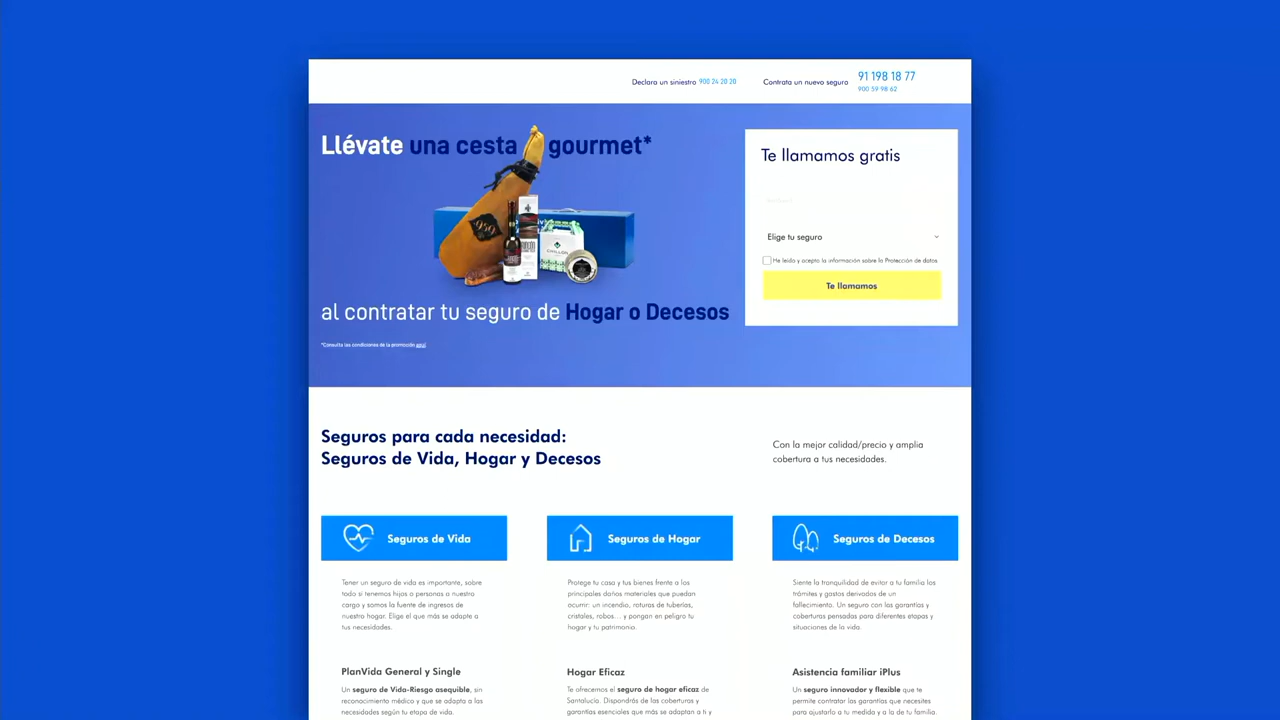 Declara un siniestro 900 24 20 20
Contrata un nuevo seguro 91 198 18 77
900 59 98 62
Llévate una cesta gourmet*
al contratar tu seguro de Hogar o Decesos
*Consulta las condiciones de la promoción aquí.
Te llamamos gratis
Elige tu seguro
He leído y acepto la información sobre la Protección de datos
Te llamamos
Seguros para cada necesidad:
Seguros de Vida, Hogar y Decesos
Con la mejor calidad/precio y amplia
cobertura a tus necesidades.
Seguros de Vida
Tener un seguro de vida es importante, sobre
todo si tenemos hijos o personas a nuestro
cargo y somos la fuente de ingresos de
nuestro hogar. Elige el que más se adapte a
tus necesidades.
PlanVida General y Single
Un seguro de Vida-Riesgo asequible, sin
reconocimiento médico y que se adapta a las
necesidades según tu etapa de vida.
Seguros de Hogar
Protege tu casa y tus bienes frente a los
principales daños materiales que puedan
ocurrir: un incendio, roturas de tuberías,
cristales, robos... y pongan en peligro tu
hogar y tu patrimonio.
Hogar Eficaz
Te ofrecemos el seguro de hogar eficaz de
Santalucía. Dispondrás de las coberturas y
garantías esenciales que más se adaptan a ti y
Seguros de Decesos
Siente la tranquilidad de evitar a tu familia los
trámites y gastos derivados de un
fallecimiento. Un seguro con las garantías y
coberturas pensadas para diferentes etapas y
situaciones de la vida.
Asistencia familiar iPlus
Un seguro innovador y flexible que te
permite contratar las garantías que necesites
para ajustarlo a tu medida y a la de tu familia.